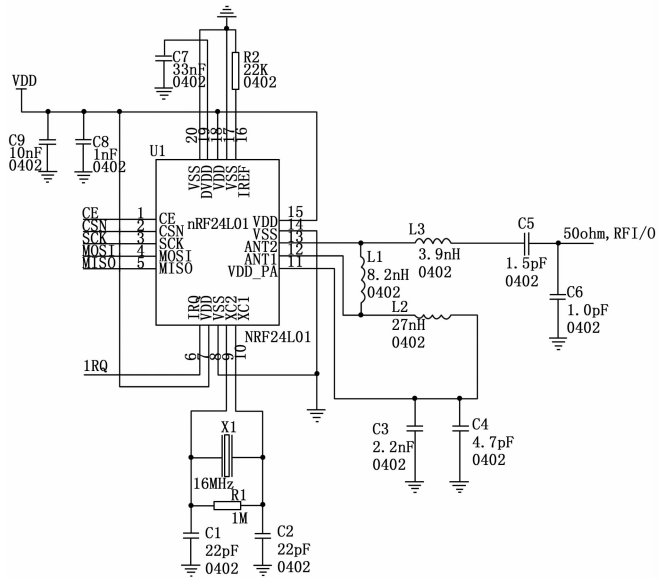 C7
33nF
0402
R2
22K
0402
VDD
C9
10nF
0402
C8
1nF
0402
20
19
18
17
16
U1
VSS
DVDD
VDD
VSS
IREF
nRF24L01
CE 1 CE
CSN 2 CSN
SCK 3 SCK
MOSI 4 MOSI
MISO 5 MISO
VDD 15
VSS 14
ANT2 13
ANT1 12
VDD_PA 11
L3
3.9nH
0402
C5
1.5pF
0402
50ohm,RFI/O
L1
8.2nH
0402
C6
1.0pF
0402
L2
27nH
0402
IRQ
VDD
VSS
XC2
XC1
NRF24L01
6
7
8
9
10
1RQ
X1
16MHz
R1
1M
C3
2.2nF
0402
C4
4.7pF
0402
C1
22pF
0402
C2
22pF
0402